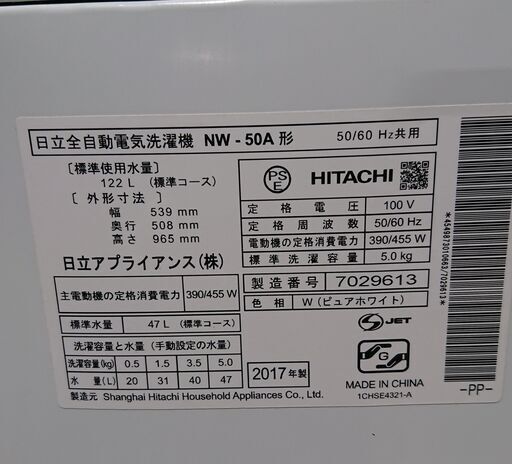 日立全自動電気洗濯機 NW - 50A 形 50/60 Hz共用
［標準使用水量］
122 L （標準コース）
［ 外 形 寸 法 ］
幅 539 mm
奥行 508 mm
高さ 965 mm
日立アプライアンス（株）
PS
E
HITACHI
定格電圧 100 V
定格周波数 50/60 Hz
電動機の定格消費電力 390/455 W
標準洗濯容量 5.0 kg
主電動機の定格消費電力 390/455 W
製造番号 7029613
色相 W（ピュアホワイト）
標準水量 47 L （標準コース）
洗濯容量と水量（手動設定の水量）
洗濯容量(kg) 0.5 1.5 3.5 5.0
水 量(L) 20 31 40 47
2017年製
S JET
G
MADE IN CHINA
1CHSE4321-A
製造元 Shanghai Hitachi Household Appliances Co., Ltd.
*4549873010663/7029613*
-PP-